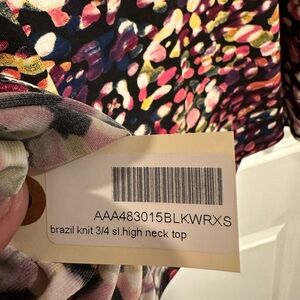 AAA483015BLKWRXS
brazil knit 3/4 sl.high neck top